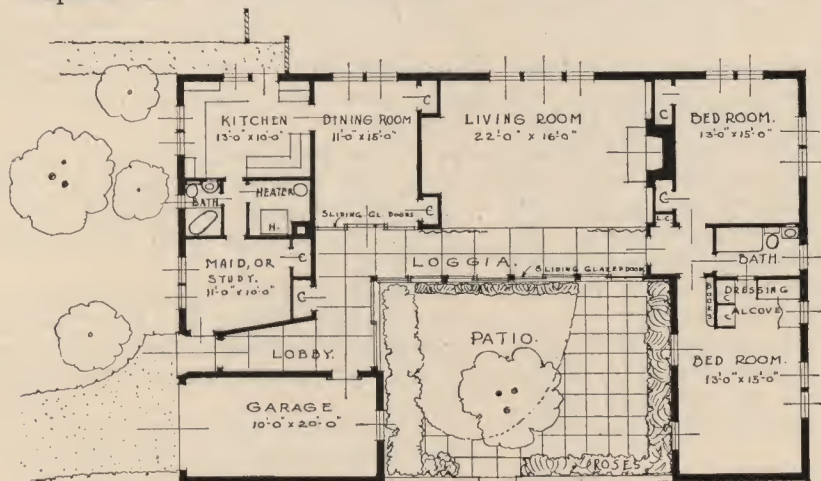 KITCHEN
13'-0" x 10'-0"
DINING ROOM
11'-0" x 15'-0"
C
LIVING ROOM
22'-0" x 16'-0"
C
BED ROOM.
13'-0" x 15'-0"
BATH
HEATER
H.
C
C
L.C.
SLIDING GL. DOORS
MAID, OR
STUDY.
11'-0" x 10'-0"
C
C
LOGGIA.
SLIDING GLAZED DOORS
BATH.
BOOKS
C
C
DRESSING
ALCOVE
LOBBY.
PATIO.
BED ROOM.
13'-0" x 13'-0"
GARAGE
10'-0" x 20'-0"
ROSES